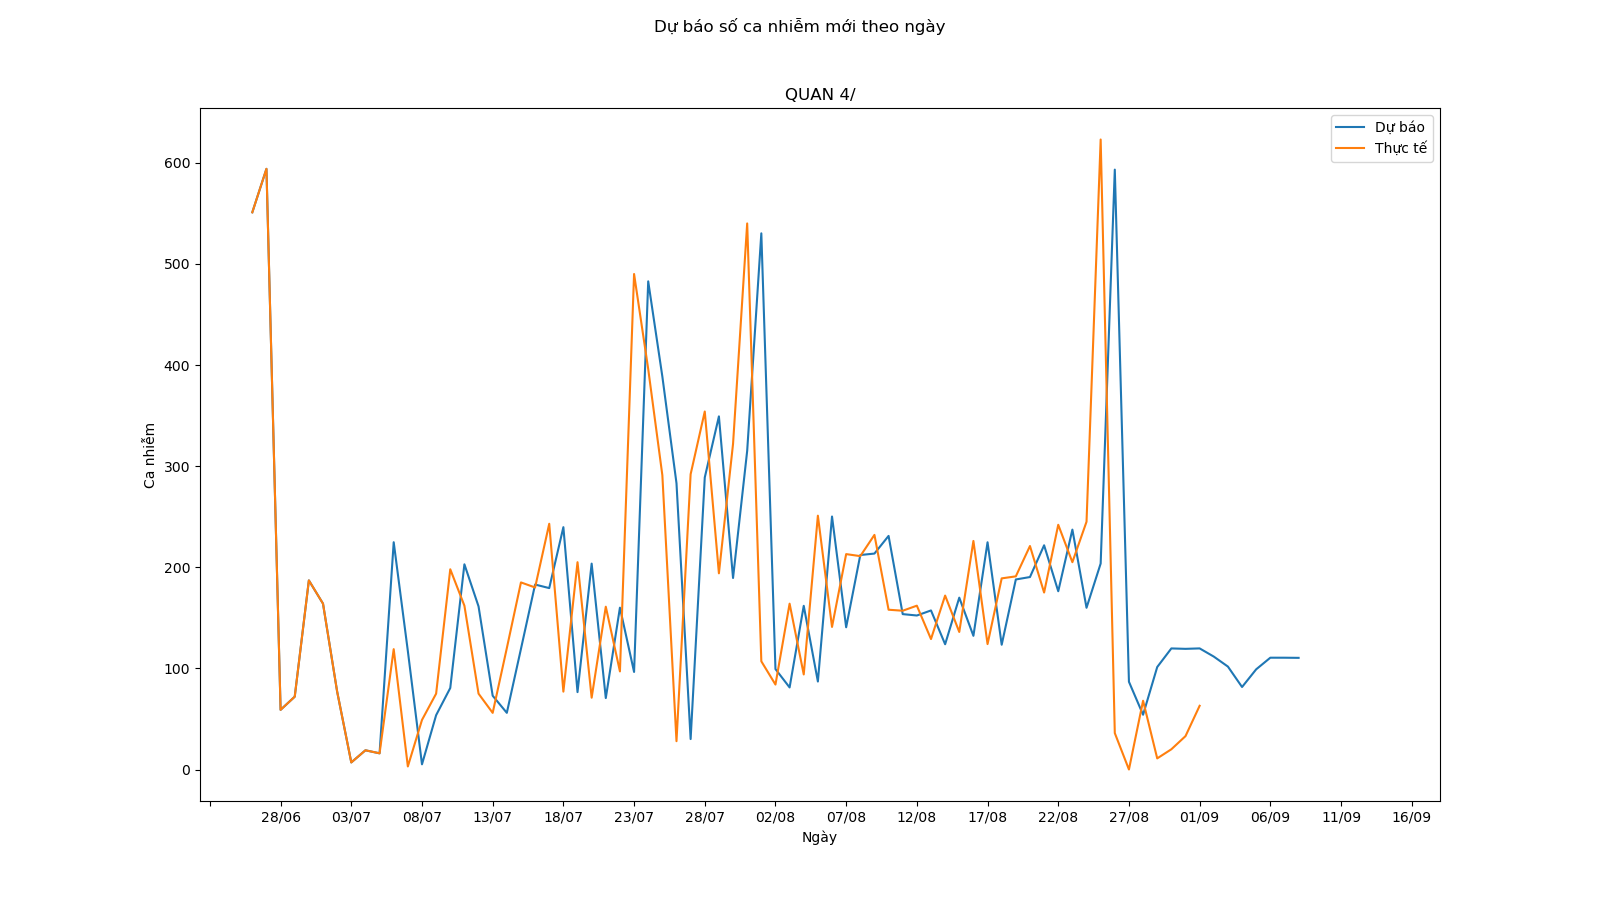 Dự báo số ca nhiễm mới theo ngày
QUAN 4/
Dự báo
Thực tế
600
500
400
300
200
100
0
Ca nhiễm
28/06 03/07 08/07 13/07 18/07 23/07 28/07 02/08 07/08 12/08 17/08 22/08 27/08 01/09 06/09 11/09 16/09
Ngày